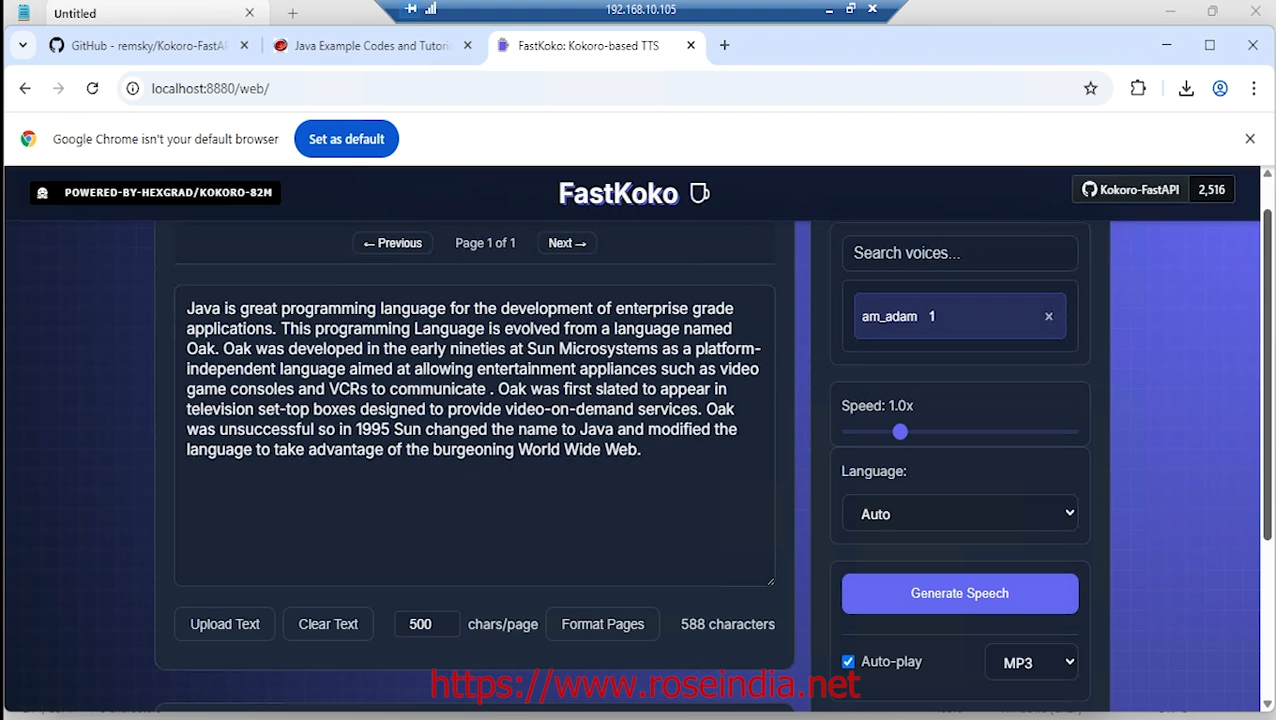 Untitled
192.168.10.105
GitHub - remsky/Kokoro-FastAP
Java Example Codes and Tutori
FastKoko: Kokoro-based TTS
localhost:8880/web/
Google Chrome isn't your default browser
Set as default
POWERED-BY-HEXGRAD/KOKORO-82M
FastKoko
Kokoro-FastAPI
2,516
← Previous
Page 1 of 1
Next →
Java is great programming language for the development of enterprise grade
applications. This programming Language is evolved from a language named
Oak. Oak was developed in the early nineties at Sun Microsystems as a platform-
independent language aimed at allowing entertainment appliances such as video
game consoles and VCRs to communicate . Oak was first slated to appear in
television set-top boxes designed to provide video-on-demand services. Oak
was unsuccessful so in 1995 Sun changed the name to Java and modified the
language to take advantage of the burgeoning World Wide Web.
Search voices...
am_adam 1 ×
Speed: 1.0x
Language:
Auto
Generate Speech
Upload Text
Clear Text
500
chars/page
Format Pages
588 characters
Auto-play
MP3
https://www.roseindia.net